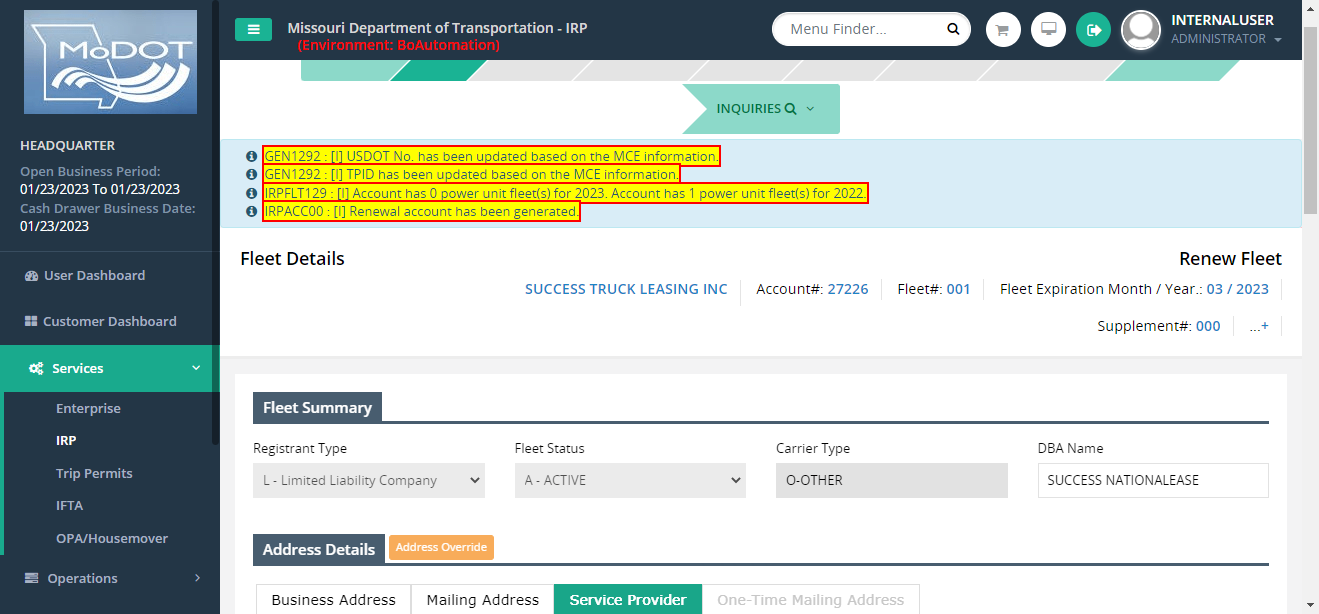 MODOT
HEADQUARTER
Open Business Period:
01/23/2023 To 01/23/2023
Cash Drawer Business Date:
01/23/2023
User Dashboard
Customer Dashboard
Services
Enterprise
IRP
Trip Permits
IFTA
OPA/Housemover
Operations
Missouri Department of Transportation - IRP
(Environment: BoAutomation)
Menu Finder...
INTERNALUSER
ADMINISTRATOR
INQUIRIES
GEN1292 : [I] USDOT No. has been updated based on the MCE information.
GEN1292 : [I] TPID has been updated based on the MCE information.
IRPFLT129 : [I] Account has 0 power unit fleet(s) for 2023. Account has 1 power unit fleet(s) for 2022.
IRPACC00 : [I] Renewal account has been generated.
Fleet Details Renew Fleet
SUCCESS TRUCK LEASING INC Account#: 27226 Fleet#: 001 Fleet Expiration Month / Year.: 03 / 2023
Supplement#: 000 ...+
Fleet Summary
Registrant Type Fleet Status Carrier Type DBA Name
L - Limited Liability Company A - ACTIVE O-OTHER SUCCESS NATIONALEASE
Address Details Address Override
Business Address Mailing Address Service Provider One-Time Mailing Address